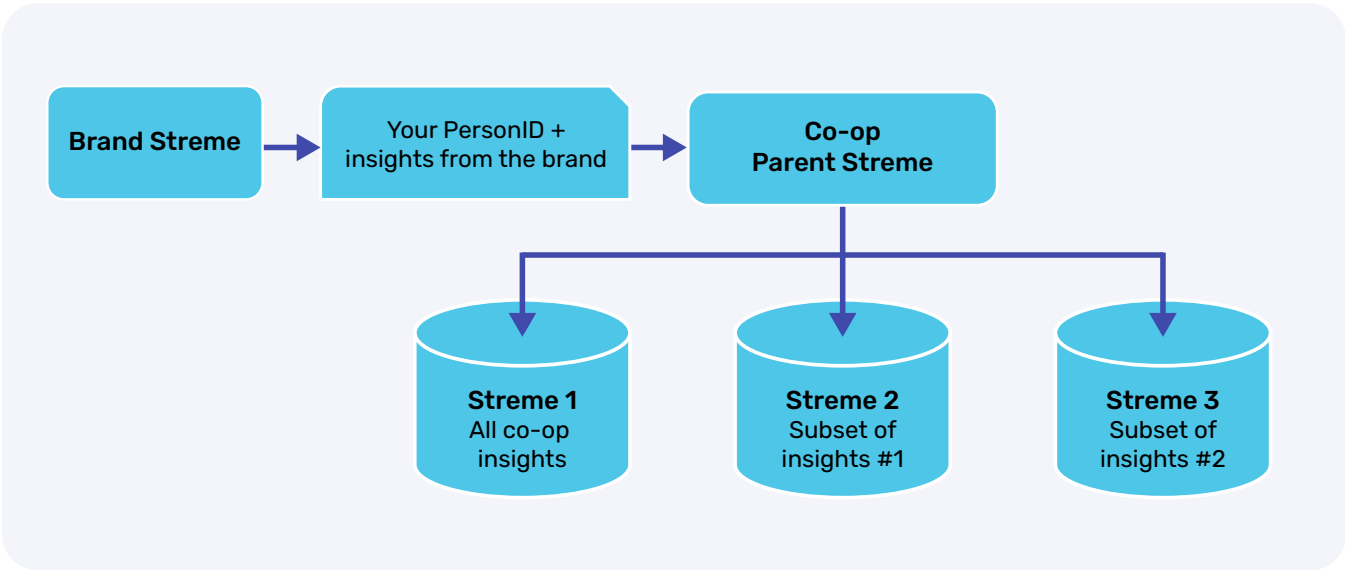 Brand Streme
Your PersonID +
insights from the brand
Co-op
Parent Streme
Streme 1
All co-op
insights
Streme 2
Subset of
insights #1
Streme 3
Subset of
insights #2